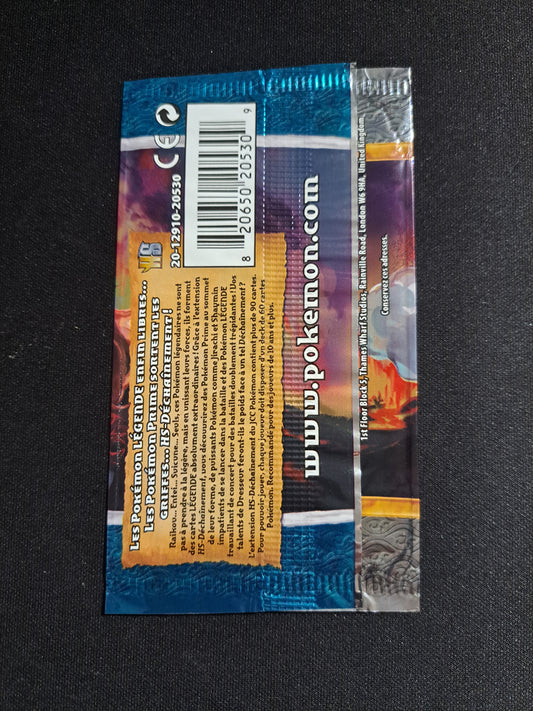 Les Pokémon LÉGENDE enfin libres...
Les Pokémon Prime sortent les
griffes... HS-Déchaînement !
Raikou... Entei... Suicune... Seuls, ces Pokémon légendaires ne sont
pas à prendre à la légère, mais en unissant leurs forces, ils forment
des cartes LÉGENDE absolument extraordinaires ! Grâce à l'extension
HS-Déchaînement, vous découvrirez des Pokémon Prime au sommet
de leur forme, de puissants Pokémon comme Jirachi et Shaymin
impatients de se lancer dans la bataille et des Pokémon LÉGENDE
travaillant de concert pour des batailles doublement trépidantes ! Vos
talents de Dresseur feront-ils le poids face à un tel Déchaînement ?
L'extension HS-Déchaînement du JCC Pokémon contient plus de 90 cartes.
Pour pouvoir jouer, chaque joueur doit disposer d'un deck de 60 cartes
Pokémon. Recommandé pour des joueurs de 10 ans et plus.
20-12910-20530
CE
8 20650 20530 9
www.pokemon.com
1st Floor Block 5, Thames Wharf Studios, Rainville Road, London W6 9HA, United Kingdom
Conservez ces adresses.